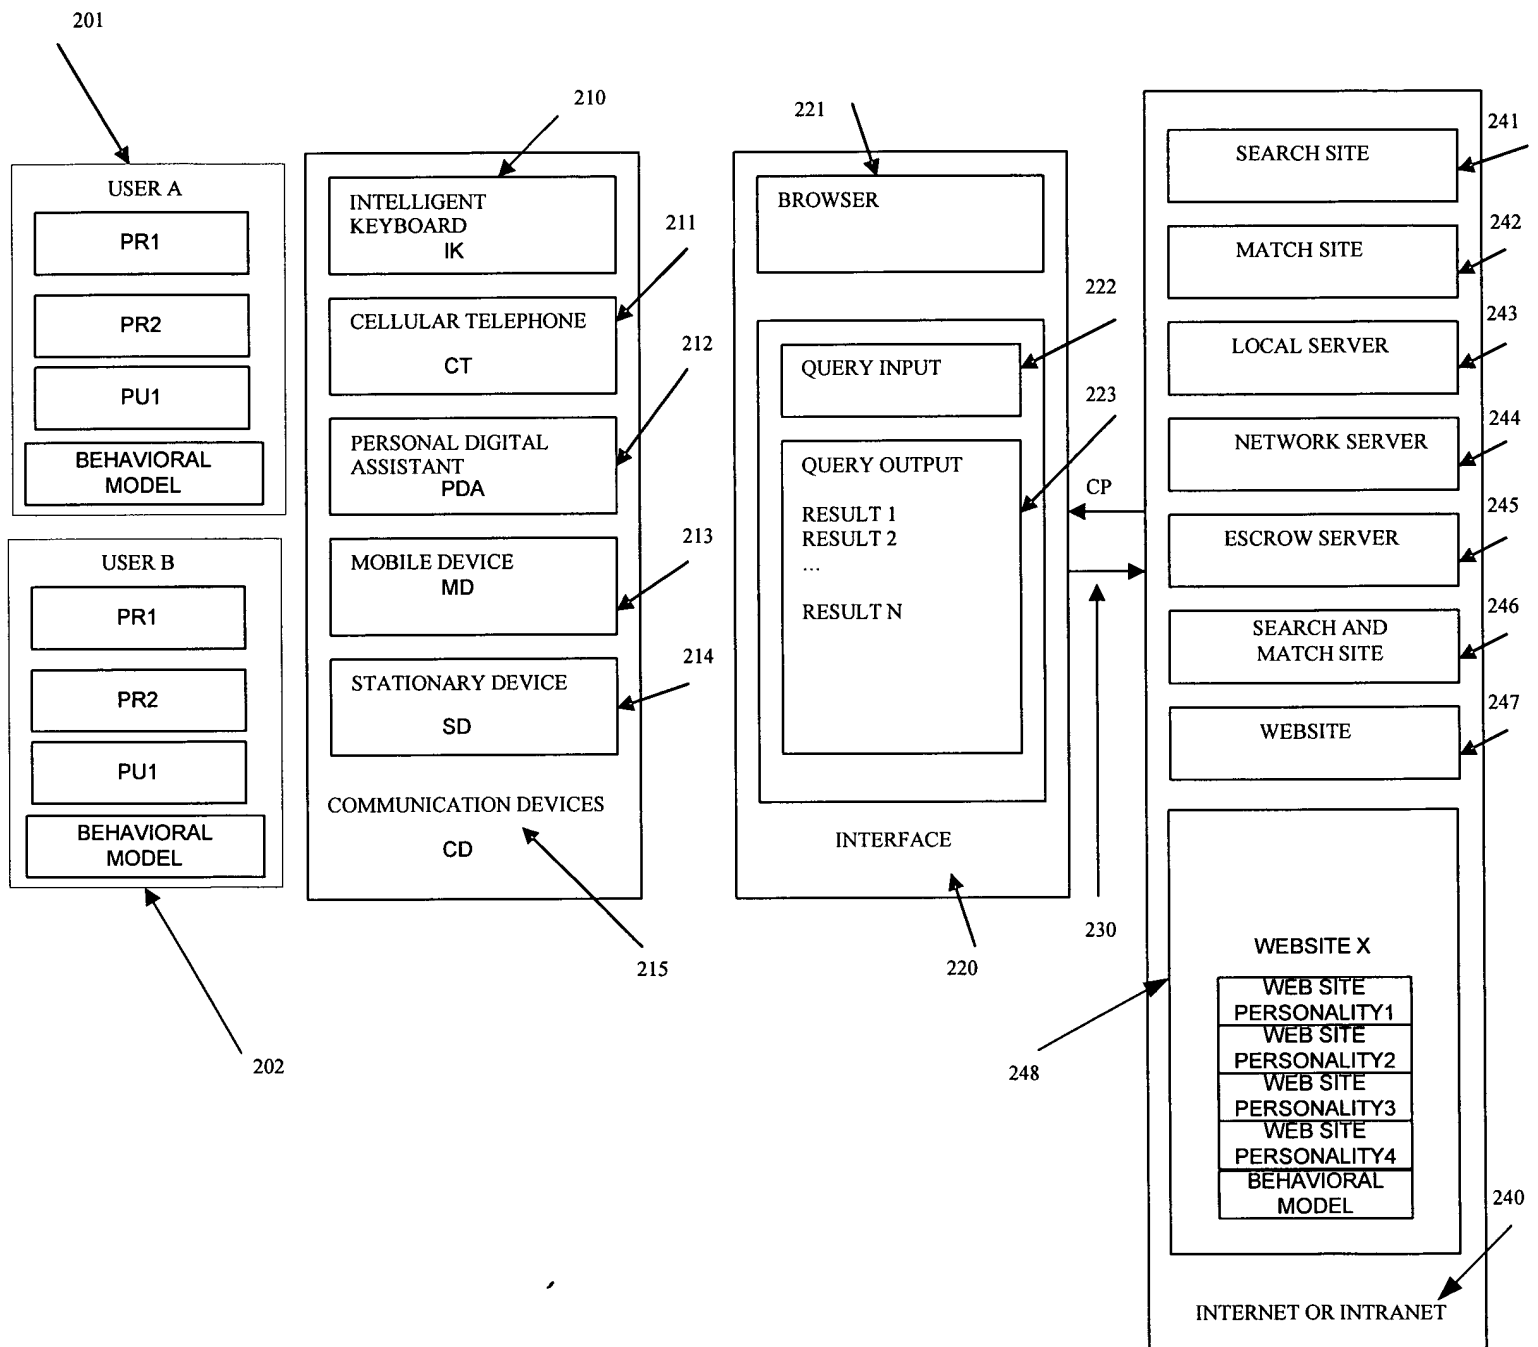 201
USER A
PR1
PR2
PU1
BEHAVIORAL
MODEL
USER B
PR1
PR2
PU1
BEHAVIORAL
MODEL
202
210
INTELLIGENT
KEYBOARD
IK
211
CELLULAR TELEPHONE
CT
212
PERSONAL DIGITAL
ASSISTANT
PDA
213
MOBILE DEVICE
MD
214
STATIONARY DEVICE
SD
COMMUNICATION DEVICES
CD
215
221
BROWSER
222
QUERY INPUT
223
QUERY OUTPUT
RESULT 1
RESULT 2
...
RESULT N
INTERFACE
220
CP
230
241
SEARCH SITE
242
MATCH SITE
243
LOCAL SERVER
244
NETWORK SERVER
245
ESCROW SERVER
246
SEARCH AND
MATCH SITE
247
WEBSITE
WEBSITE X
WEB SITE
PERSONALITY1
WEB SITE
PERSONALITY2
WEB SITE
PERSONALITY3
WEB SITE
PERSONALITY4
BEHAVIORAL
MODEL
248
240
INTERNET OR INTRANET